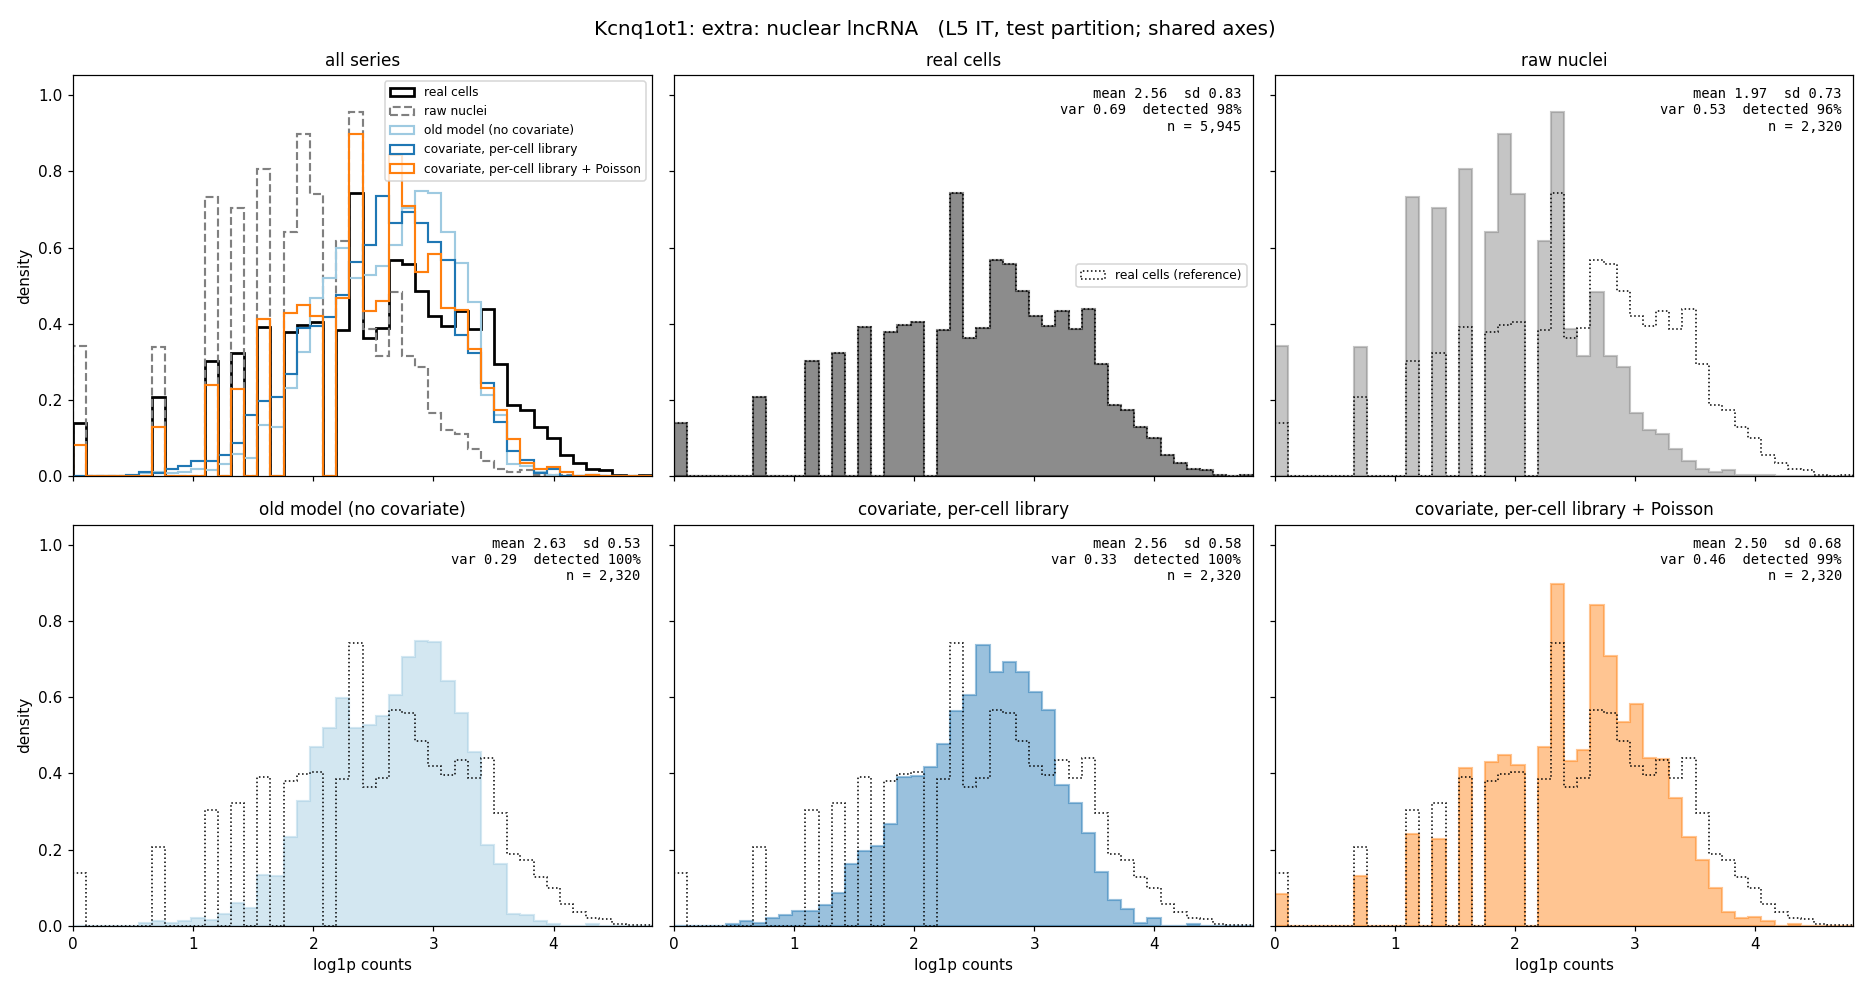 Kcnq1ot1: extra: nuclear lncRNA (L5 IT, test partition; shared axes)
all series
real cells
raw nuclei
old model (no covariate)
covariate, per-cell library
covariate, per-cell library + Poisson
density
1.0
0.8
0.6
0.4
0.2
0.0
real cells
mean 2.56 sd 0.83
var 0.69 detected 98%
n = 5,945
real cells (reference)
raw nuclei
mean 1.97 sd 0.73
var 0.53 detected 96%
n = 2,320
old model (no covariate)
mean 2.63 sd 0.53
var 0.29 detected 100%
n = 2,320
density
1.0
0.8
0.6
0.4
0.2
0.0
0 1 2 3 4
log1p counts
covariate, per-cell library
mean 2.56 sd 0.58
var 0.33 detected 100%
n = 2,320
0 1 2 3 4
log1p counts
covariate, per-cell library + Poisson
mean 2.50 sd 0.68
var 0.46 detected 99%
n = 2,320
0 1 2 3 4
log1p counts